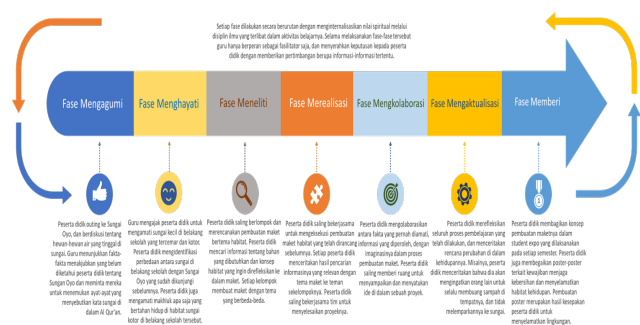 Setiap fase dilakukan secara berurutan dengan menginternalisasikan nilai spiritual melalui
disiplin ilmu yang terlibat dalam aktivitas belajarnya. Selama melaksanakan fase-fase tersebut
guru hanya berperan sebagai fasilitator saja, dan menyerahkan keputusan kepada peserta
didik dengan memberikan pertimbangan berupa informasi-informasi tertentu.
Fase Mengagumi
Fase Menghayati
Fase Meneliti
Fase Merealisasi
Fase Mengkolaborasi
Fase Mengaktualisasi
Fase Memberi
Peserta didik outing ke Sungai
Oyo, dan berdiskusi tentang
hewan-hewan air yang tinggal di
sungai. Guru menunjukkan fakta-
fakta menakjubkan yang belum
diketahui peserta didik tentang
Sungan Oyo dan meminta mereka
untuk menemukan ayat-ayat yang
menyebutkan kata sungai di
dalam Al Qur'an.
Guru mengajak peserta didik untuk
mengamati sungai kecil di belakang
sekolah yang tercemar dan kotor.
Peserta didik mengidentifikasi
perbedaan antara sungai di
belakang sekolah dengan Sungai
Oyo yang sudah dikunjungi
sebelumnya. Peserta didik juga
mengamati makhluk apa saja yang
bertahan hidup di habitat sungai
kotor di belakang sekolah tersebut.
Peserta didik saling berkelompok dan
merencanakan pembuatan maket
bertema habitat. Peserta didik
mencari informasi tentang bahan
yang dibutuhkan dan konsep
habitat yang ingin direfleksikan ke
dalam maket. Setiap kelompok
membuat maket dengan tema
yang berbeda-beda.
Peserta didik saling bekerjasama
untuk mengeksekusi pembuatan
maket habitat yang telah dirancang
sebelumnya. Setiap peserta didik
menceritakan hasil pencarian
informasinya yang relevan dengan
tema maket ke teman
sekelompoknya. Peserta didik
saling bekerjasama tim untuk
menyelesaikan proyeknya.
Peserta didik mengkolaborasikan
antara fakta yang pernah diamati,
informasi yang diperoleh, dengan
imaginasinya dalam proses
pembuatan maket. Peserta didik
saling memberi ruang untuk
menyampaikan dan menyatukan
ide di dalam sebuah proyek.
Peserta didik merefleksikan
seluruh proses pembelajaran yang
telah dilakukan, dan menceritakan
rencana perubahan di dalam
kehidupannya. Misalnya, peserta
didik menceritakan bahwa dia akan
mengingatkan orang lain untuk
selalu membuang sampah di
tempatnya, dan tidak
melemparkannya ke sungai.
Peserta didik membagikan konsep
pembuatan maketnya dalam
student expo yang dilaksanakan
pada setiap semester. Peserta didik
juga membagikan poster-poster
terkait kewajiban menjaga
kebersihan dan menyelamatkan
habitat kehidupan. Pembuatan
poster merupakan hasil kesepakan
peserta didik untuk
menyelamatkan lingkungan.